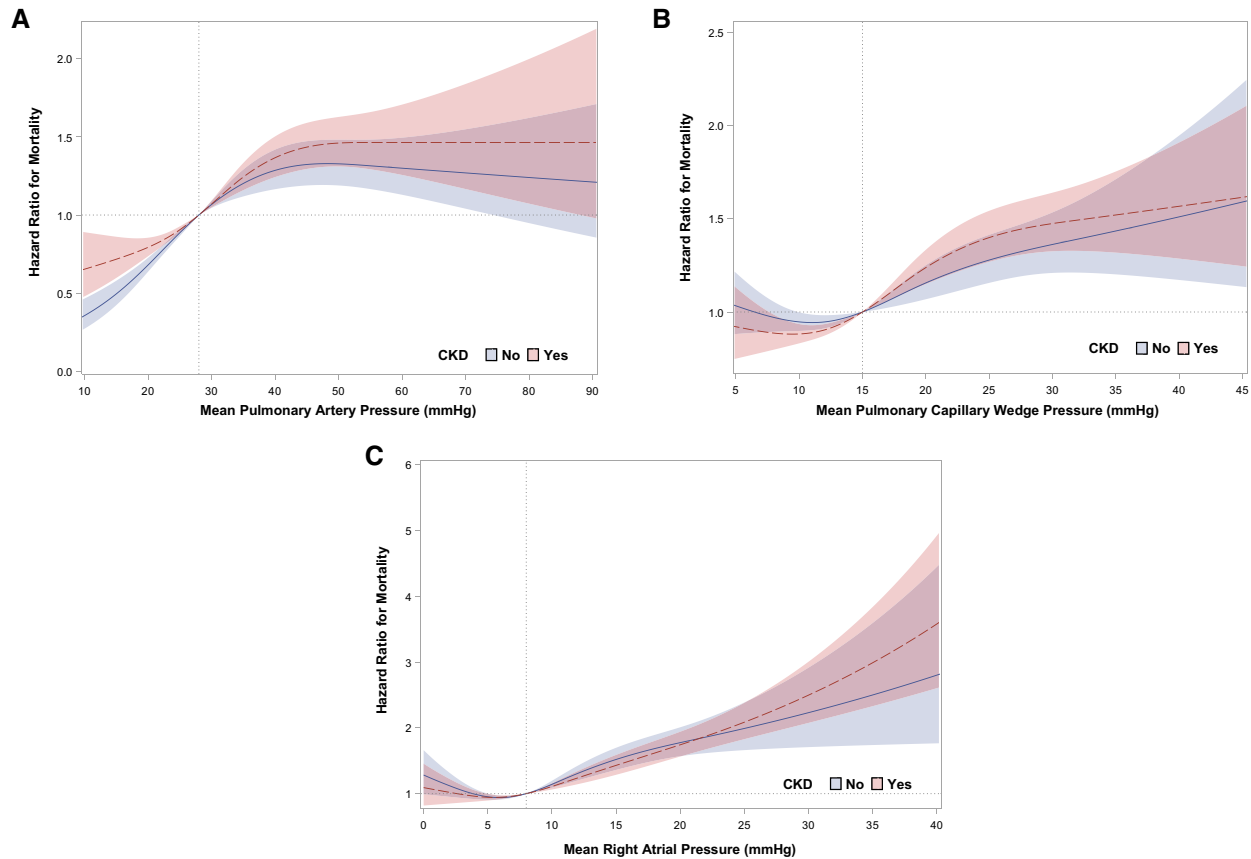 A
Hazard Ratio for Mortality
2.0
1.5
1.0
0.5
0.0
CKD No Yes
10 20 30 40 50 60 70 80 90
Mean Pulmonary Artery Pressure (mmHg)
B
Hazard Ratio for Mortality
2.5
2.0
1.5
1.0
CKD No Yes
5 10 15 20 25 30 35 40 45
Mean Pulmonary Capillary Wedge Pressure (mmHg)
C
Hazard Ratio for Mortality
6
5
4
3
2
1
CKD No Yes
0 5 10 15 20 25 30 35 40
Mean Right Atrial Pressure (mmHg)